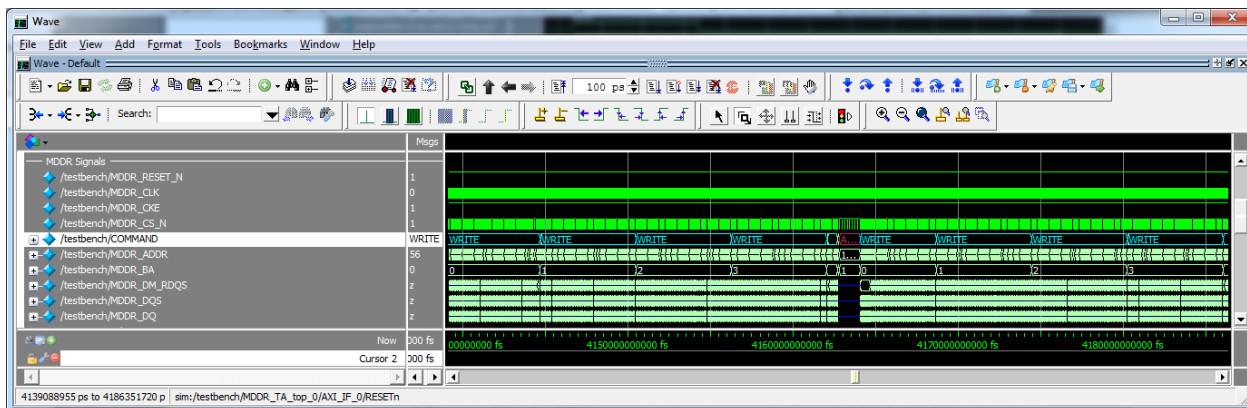 Wave
File Edit View Add Format Tools Bookmarks Window Help
Wave - Default
100 ps
Search:
Msgs
MDDR Signals
/testbench/MDDR_RESET_N 1
/testbench/MDDR_CLK 0
/testbench/MDDR_CKE 1
/testbench/MDDR_CS_N 1
/testbench/COMMAND WRITE WRITE WRITE WRITE WRITE A... WRITE WRITE WRITE WRITE
/testbench/MDDR_ADDR 56 1...
/testbench/MDDR_BA 0 0 1 2 3 1 0 1 2 3
/testbench/MDDR_DM_RDQS z
/testbench/MDDR_DQS z
/testbench/MDDR_DQ z
Now 000 fs 00000000 fs 4150000000000 fs 4160000000000 fs 4170000000000 fs 4180000000000 fs
Cursor 2 000 fs
4139088955 ps to 4186351720 p sim:/testbench/MDDR_TA_top_0/AXI_IF_0/RESETn